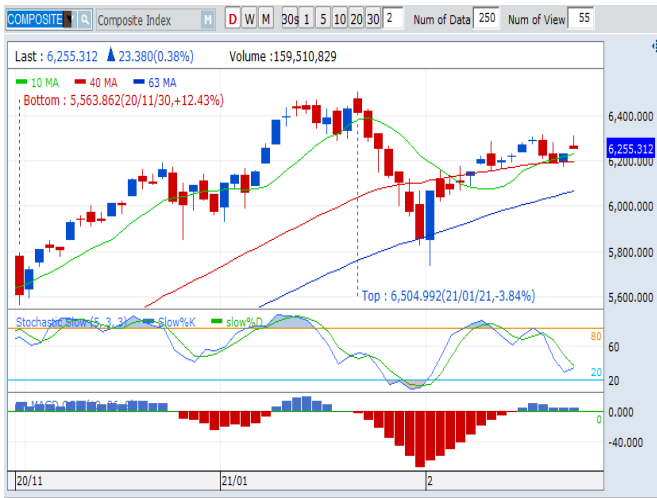 COMPOSITE Composite Index M D W M 30s 1 5 10 20 30 2 Num of Data 250 Num of View 55
Last : 6,255.312 ▲ 23.380(0.38%) Volume :159,510,829
10 MA 40 MA 63 MA
Bottom : 5,563.862(20/11/30,+12.43%)
6,400.000
6,255.312
6,200.000
6,000.000
5,800.000
Top : 6,504.992(21/01/21,-3.84%)
5,600.000
Stochastic Slow (5, 3, 3) Slow%K slow%D
80
60
20
20
0.000
0
-40.000
20/11 21/01 2